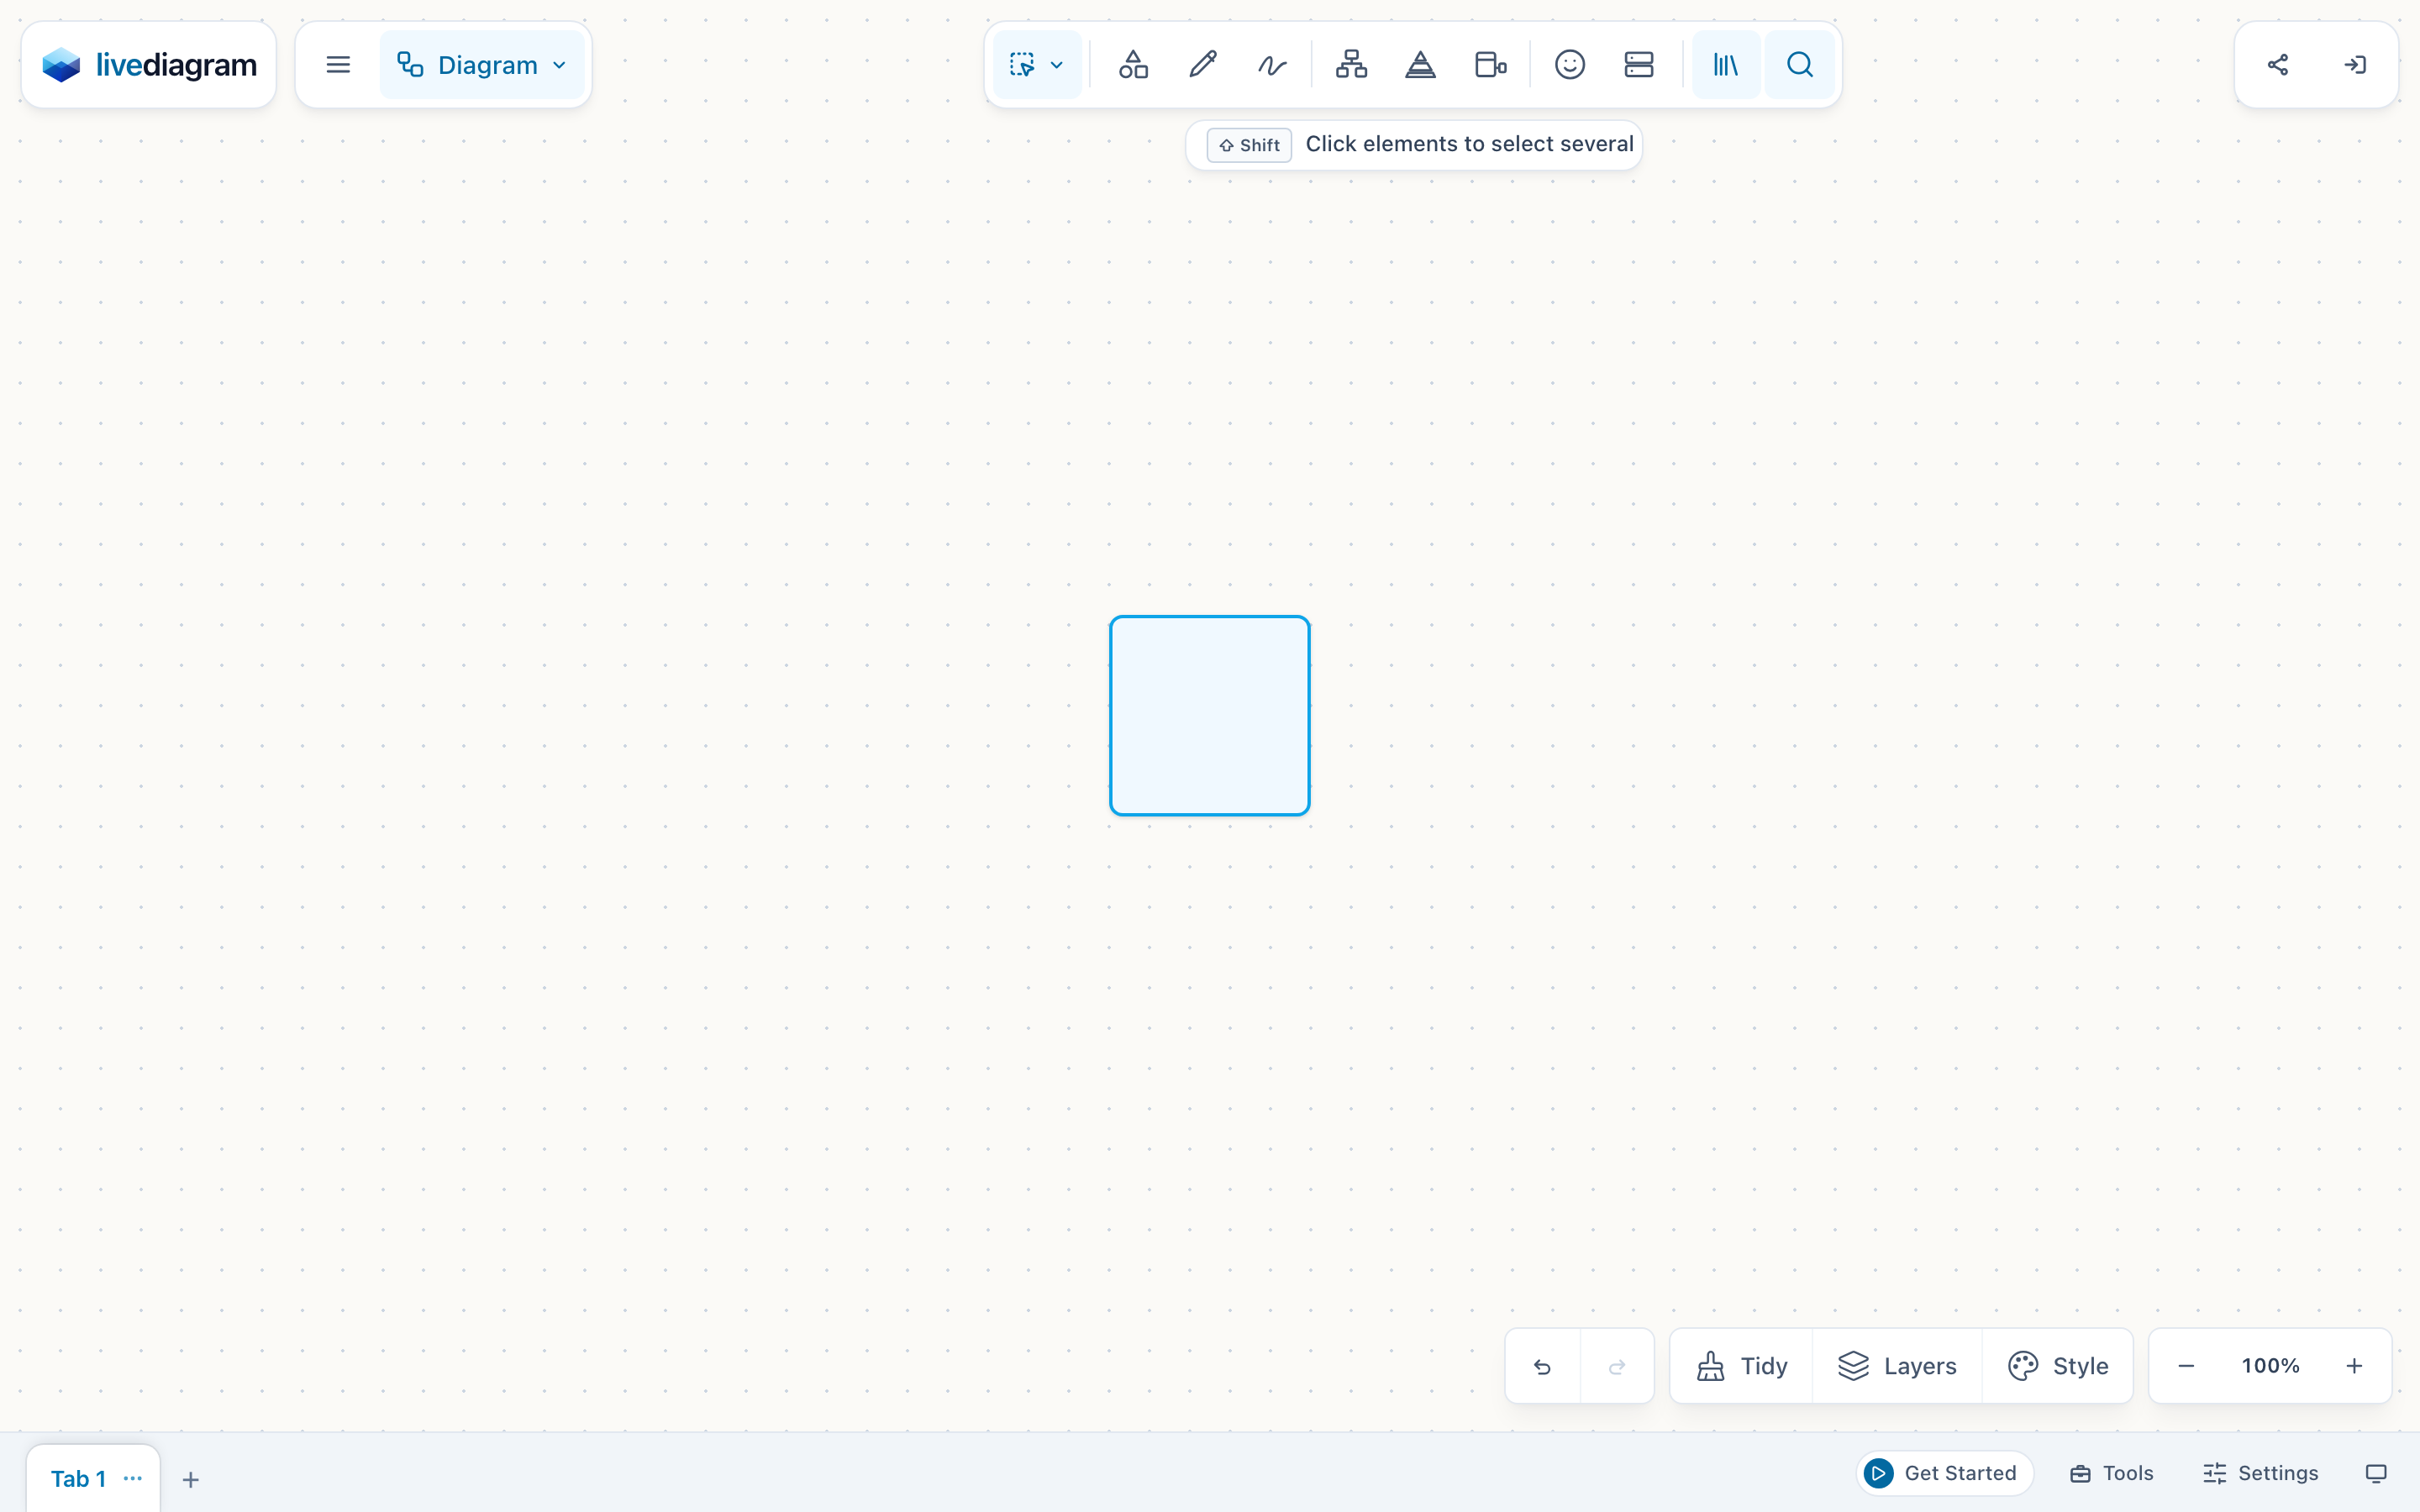 livediagram
Diagram
Shift
Click elements to select several
Tidy
Layers
Style
100%
Tab 1
Get Started
Tools
Settings